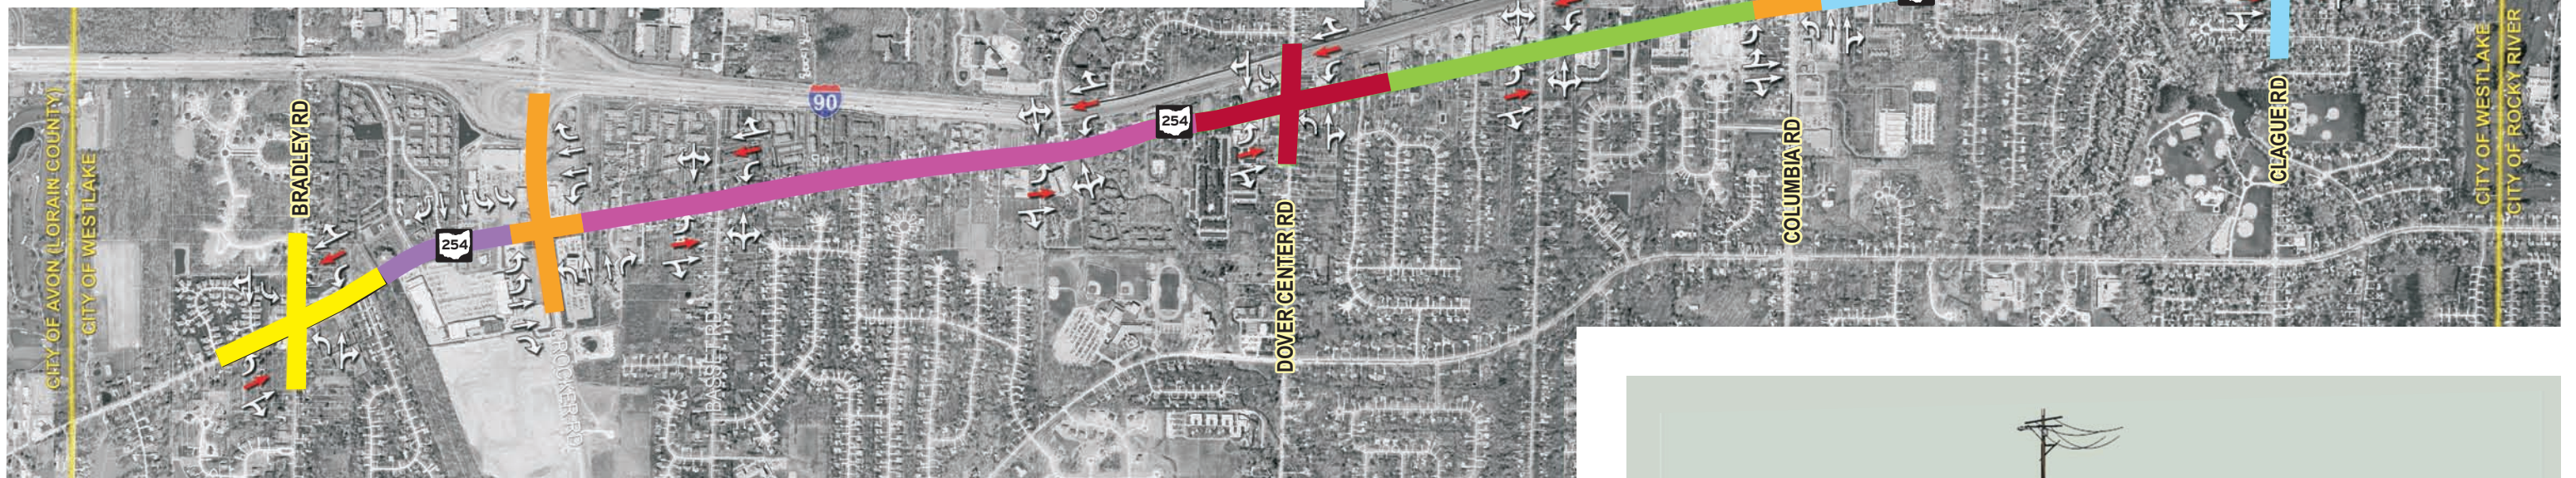 CITY OF AVON (LORAIN COUNTY)
CITY OF WESTLAKE
BRADLEY RD
254
CROCKER RD
BASSETT RD
90
254
DOVER CENTER RD
COLUMBIA RD
CLAGUE RD
CITY OF WESTLAKE
CITY OF ROCKY RIVER